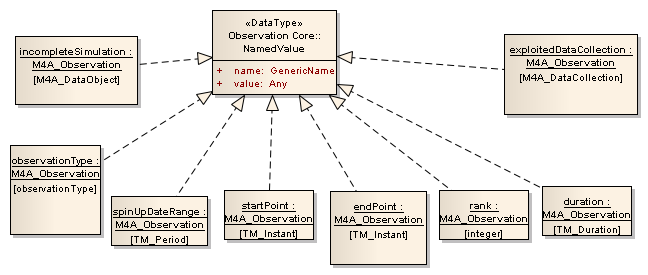 «DataType»
Observation Core::
NamedValue
+ name: GenericName
+ value: Any
incompleteSimulation :
M4A_Observation
[M4A_DataObject]
exploitedDataCollection :
M4A_Observation
[M4A_DataCollection]
observationType :
M4A_Observation
[observationType]
spinUpDateRange :
M4A_Observation
[TM_Period]
startPoint :
M4A_Observation
[TM_Instant]
endPoint :
M4A_Observation
[TM_Instant]
rank :
M4A_Observation
[integer]
duration :
M4A_Observation
[TM_Duration]